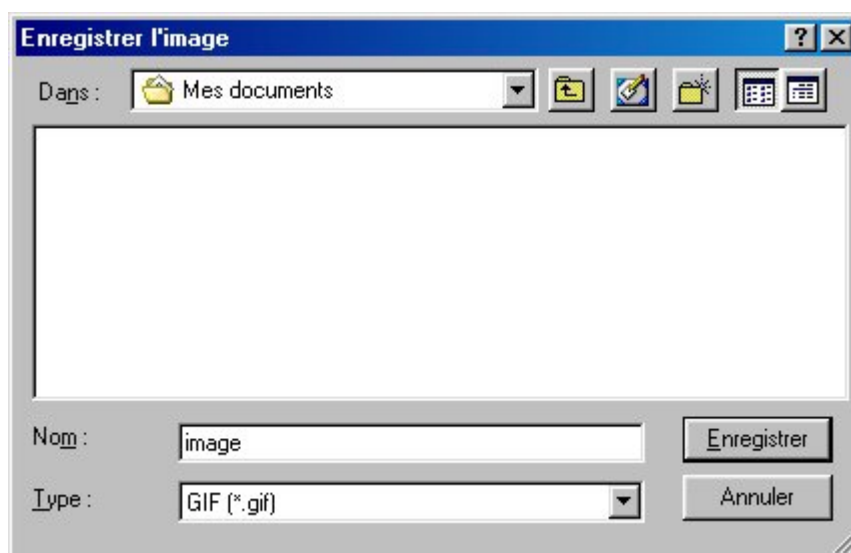 Enregistrer l'image
Dans : Mes documents
Nom : image Enregistrer
Type : GIF (*.gif) Annuler